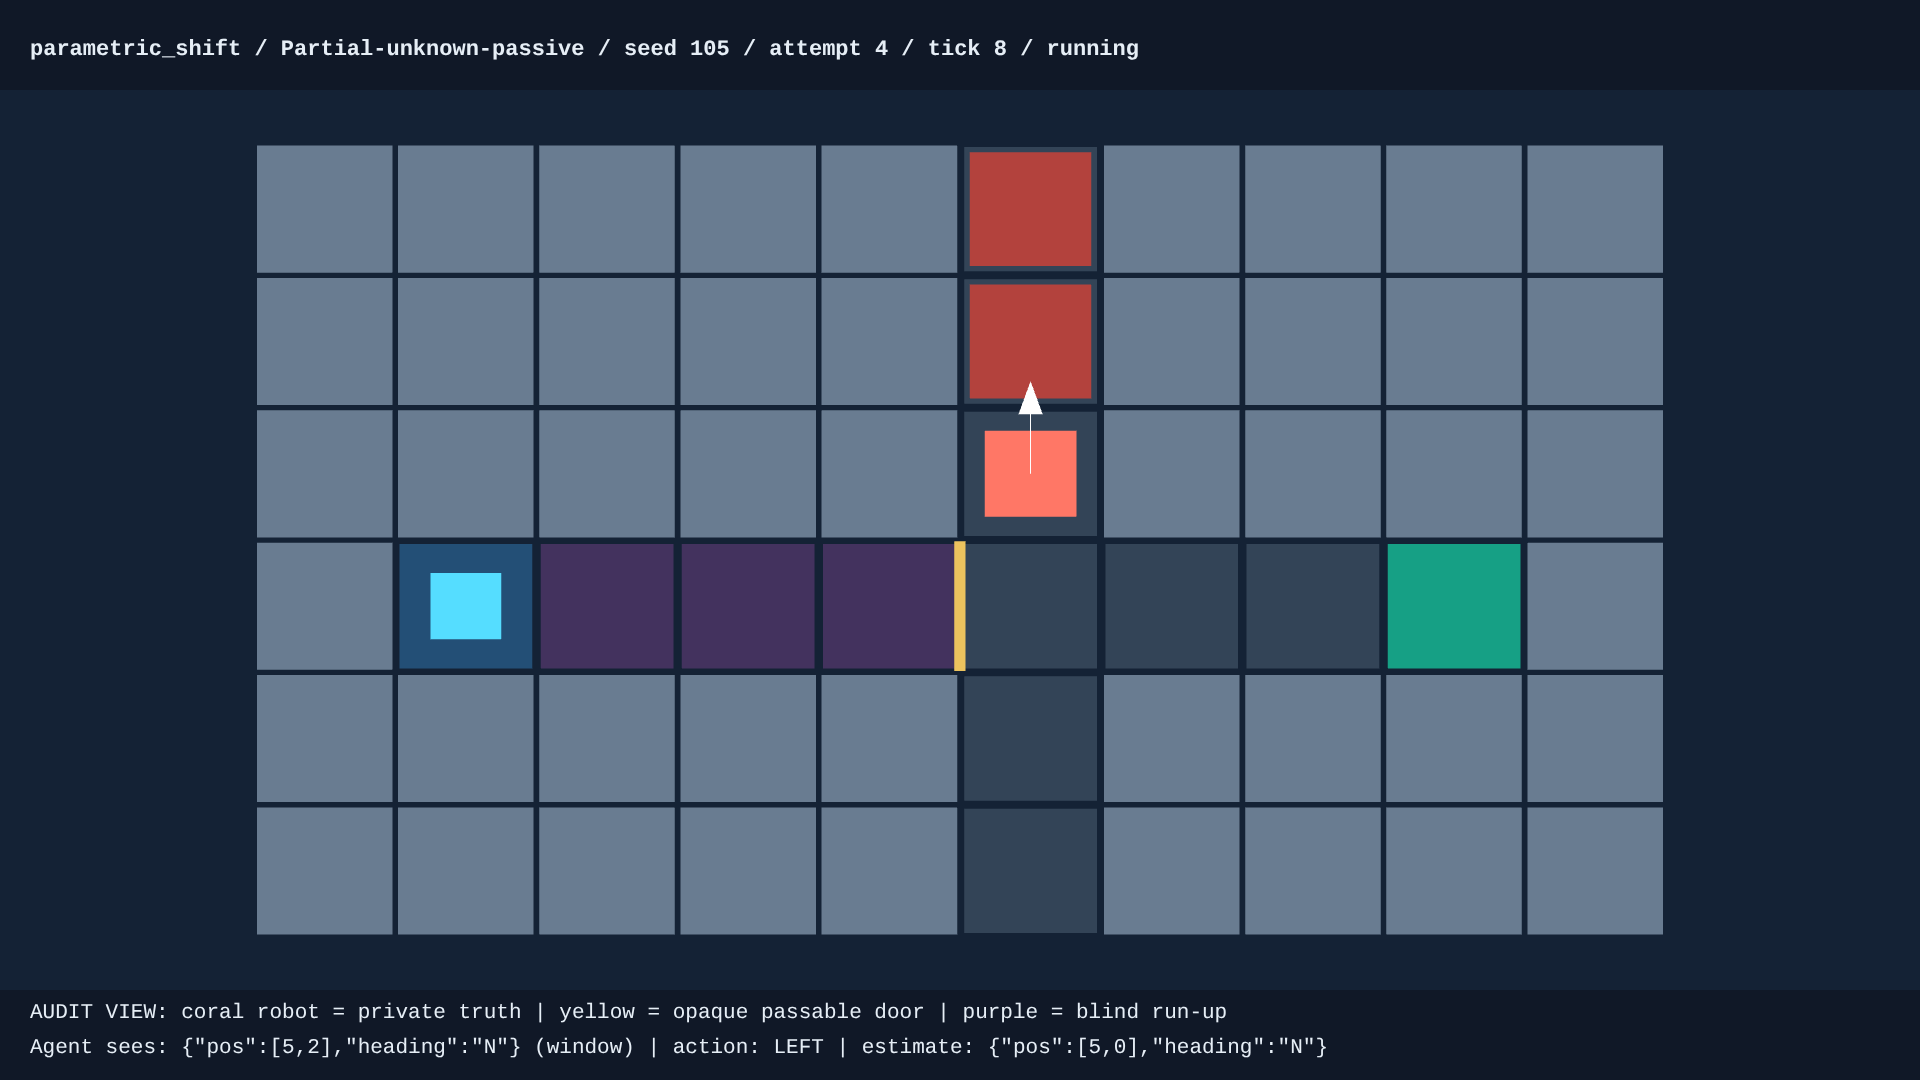 parametric_shift / Partial-unknown-passive / seed 105 / attempt 4 / tick 8 / running
AUDIT VIEW: coral robot = private truth | yellow = opaque passable door | purple = blind run-up
Agent sees: {"pos":[5,2],"heading":"N"} (window) | action: LEFT | estimate: {"pos":[5,0],"heading":"N"}